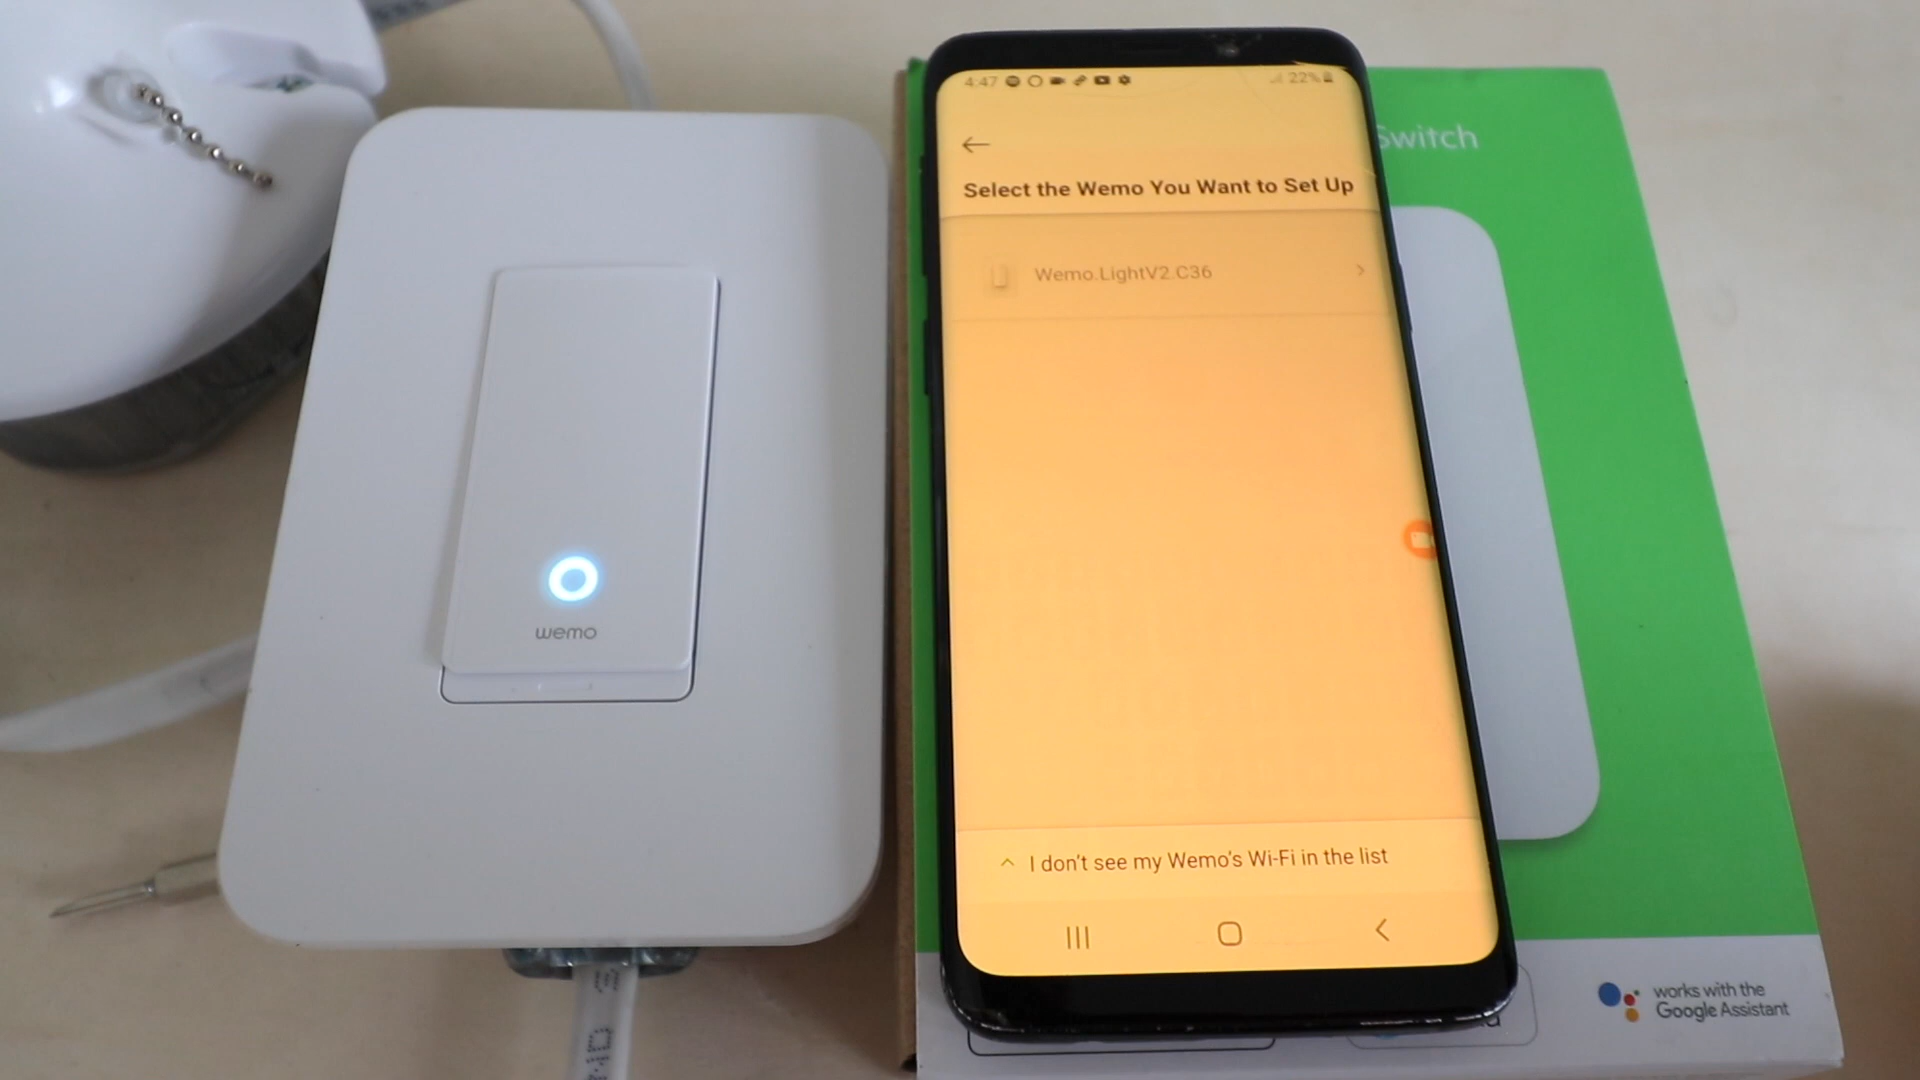 wemo
4:47
22%
Select the Wemo You Want to Set Up
Wemo.LightV2.C36
I don't see my Wemo's Wi-Fi in the list
Switch
works with the
Google Assistant